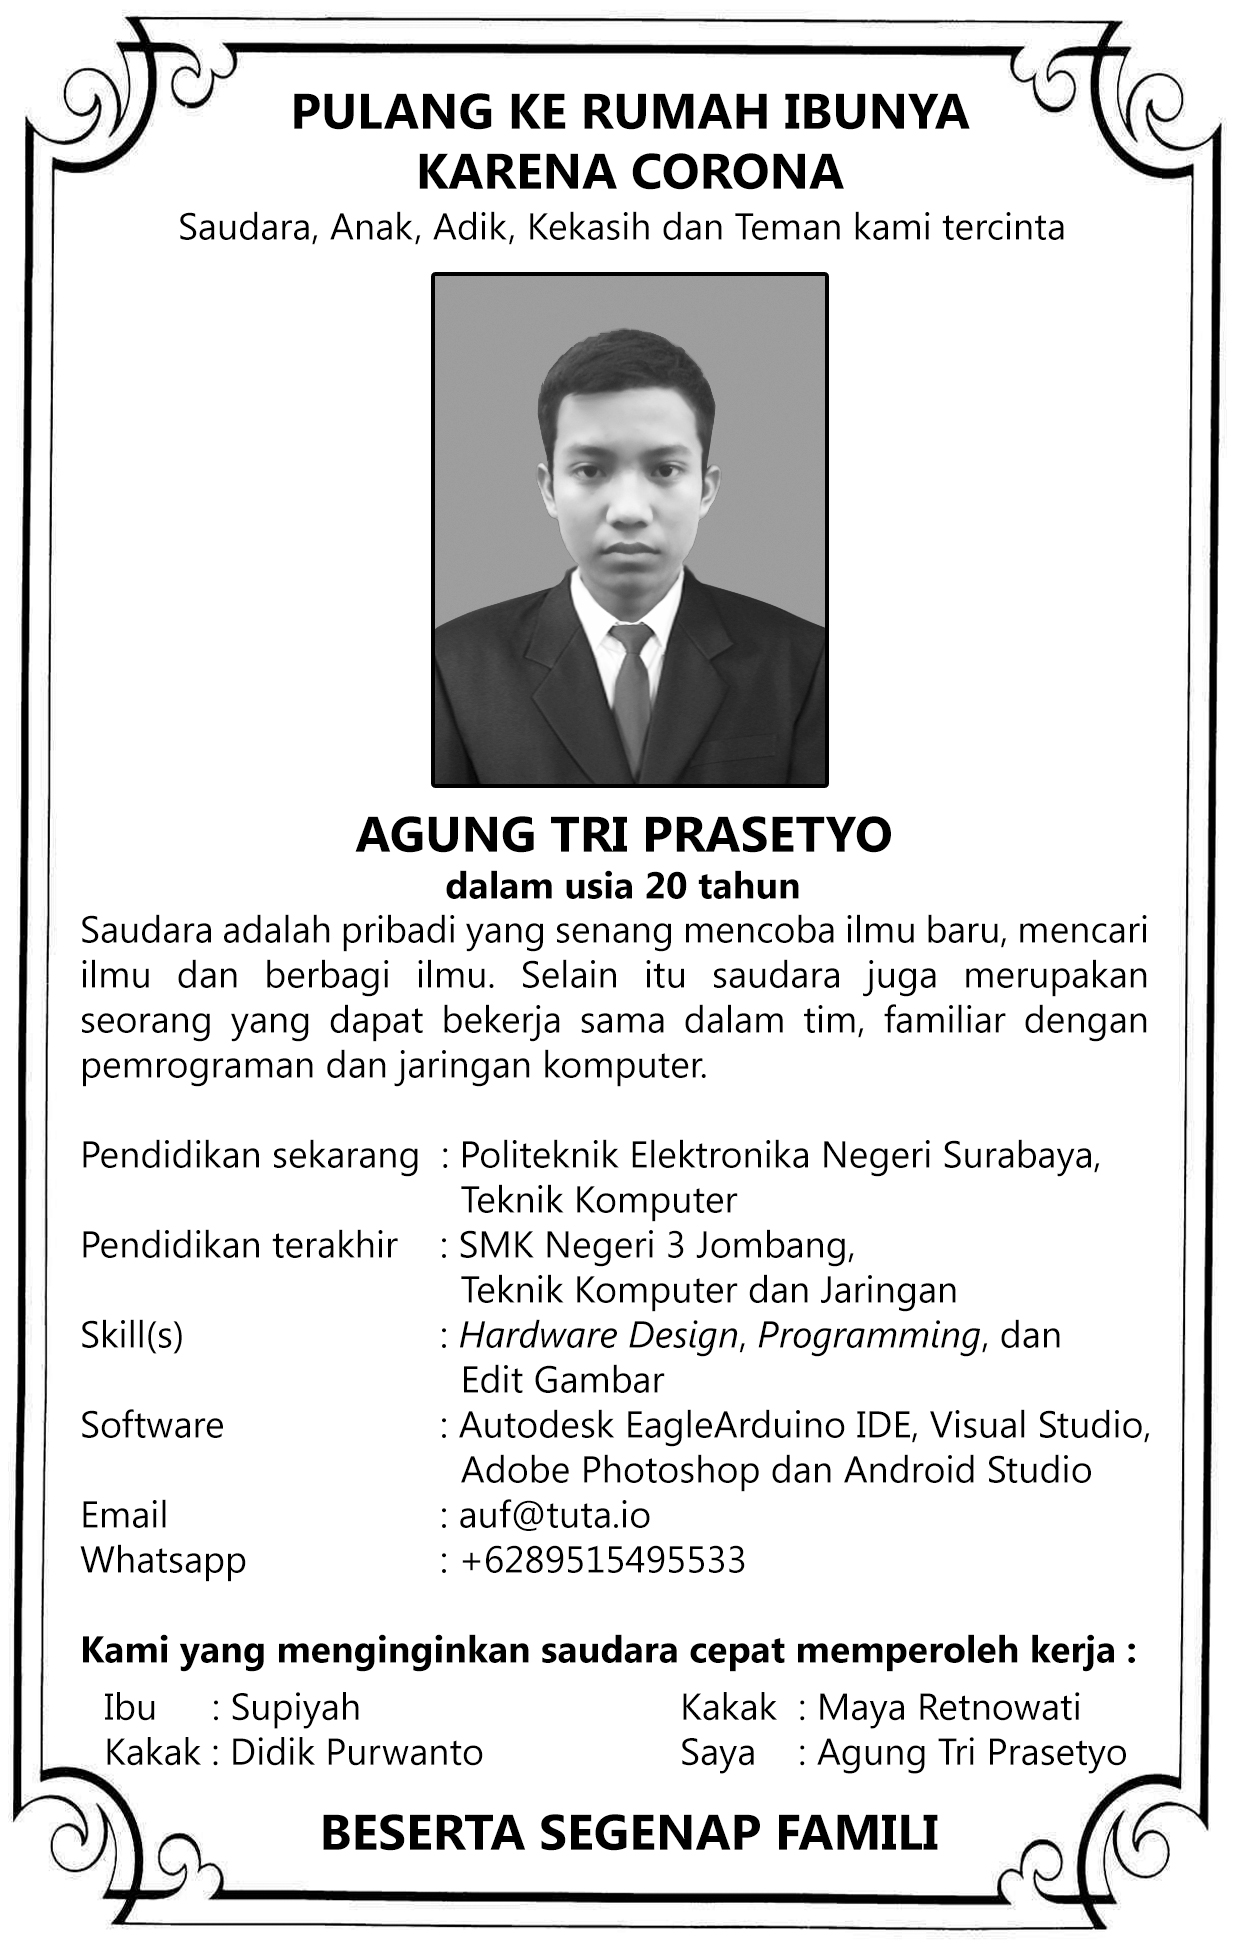 PULANG KE RUMAH IBUNYA
KARENA CORONA
Saudara, Anak, Adik, Kekasih dan Teman kami tercinta
AGUNG TRI PRASETYO
dalam usia 20 tahun
Saudara adalah pribadi yang senang mencoba ilmu baru, mencari
ilmu dan berbagi ilmu. Selain itu saudara juga merupakan
seorang yang dapat bekerja sama dalam tim, familiar dengan
pemrograman dan jaringan komputer.
Pendidikan sekarang : Politeknik Elektronika Negeri Surabaya,
Teknik Komputer
Pendidikan terakhir : SMK Negeri 3 Jombang,
Teknik Komputer dan Jaringan
Skill(s) : Hardware Design, Programming, dan
Edit Gambar
Software : Autodesk EagleArduino IDE, Visual Studio,
Adobe Photoshop dan Android Studio
Email : auf@tuta.io
Whatsapp : +6289515495533
Kami yang menginginkan saudara cepat memperoleh kerja :
Ibu : Supiyah Kakak : Maya Retnowati
Kakak : Didik Purwanto Saya : Agung Tri Prasetyo
BESERTA SEGENAP FAMILI